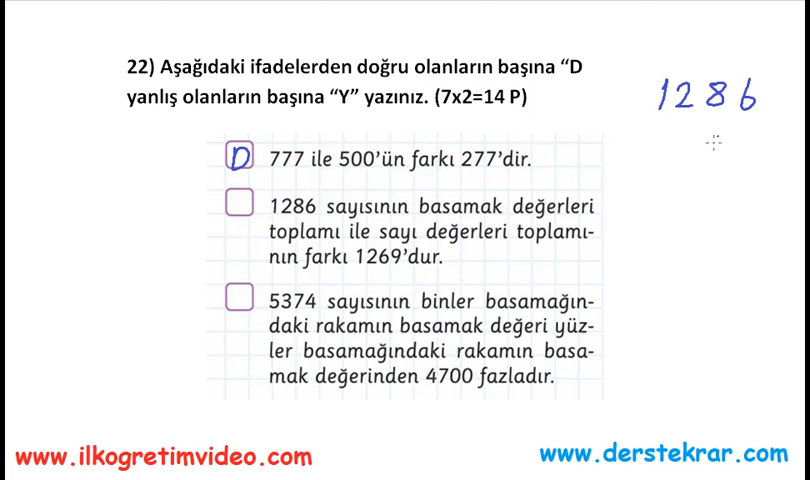 22) Aşağıdaki ifadelerden doğru olanların başına “D
yanlış olanların başına “Y” yazınız. (7x2=14 P)
1286
D 777 ile 500’ün farkı 277’dir.
1286 sayısının basamak değerleri
toplamı ile sayı değerleri toplamı-
nın farkı 1269’dur.
5374 sayısının binler basamağın-
daki rakamın basamak değeri yüz-
ler basamağındaki rakamın basa-
mak değerinden 4700 fazladır.
www.ilkogretimvideo.com
www.derstekrar.com